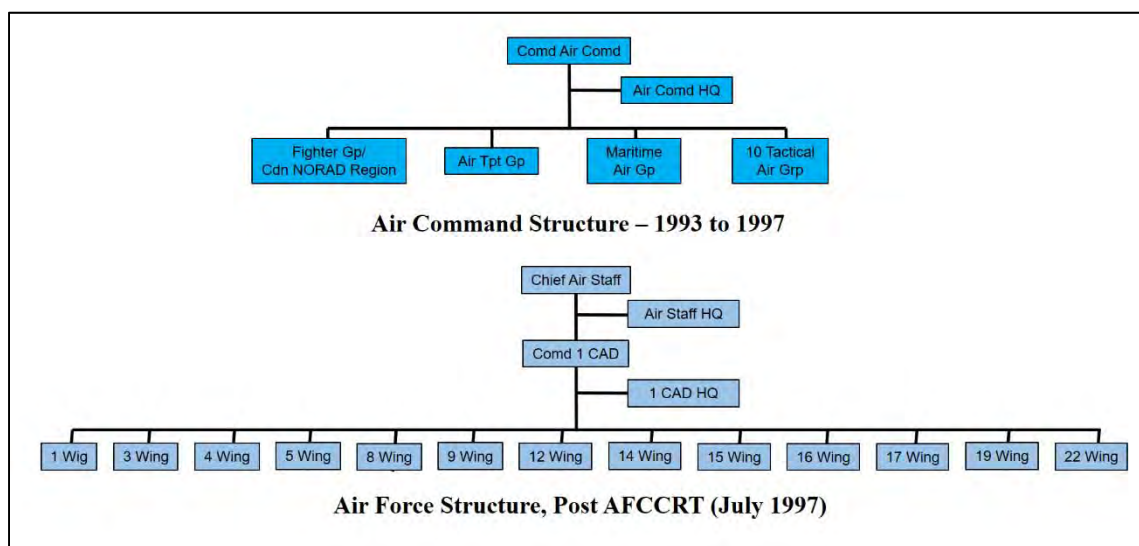 Comd Air Comd
Air Comd HQ
Fighter Gp/
Cdn NORAD Region
Air Tpt Gp
Maritime
Air Gp
10 Tactical
Air Grp
Air Command Structure – 1993 to 1997
Chief Air Staff
Air Staff HQ
Comd 1 CAD
1 CAD HQ
1 Wig
3 Wing
4 Wing
5 Wing
8 Wing
9 Wing
12 Wing
14 Wing
15 Wing
16 Wing
17 Wing
19 Wing
22 Wing
Air Force Structure, Post AFCCRT (July 1997)